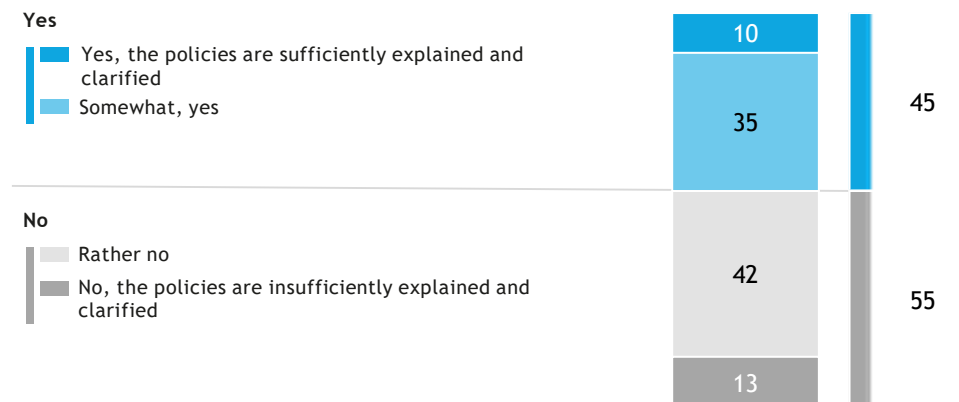 Yes
Yes, the policies are sufficiently explained and
clarified
Somewhat, yes
10
35
45
No
Rather no
No, the policies are insufficiently explained and
clarified
42
13
55